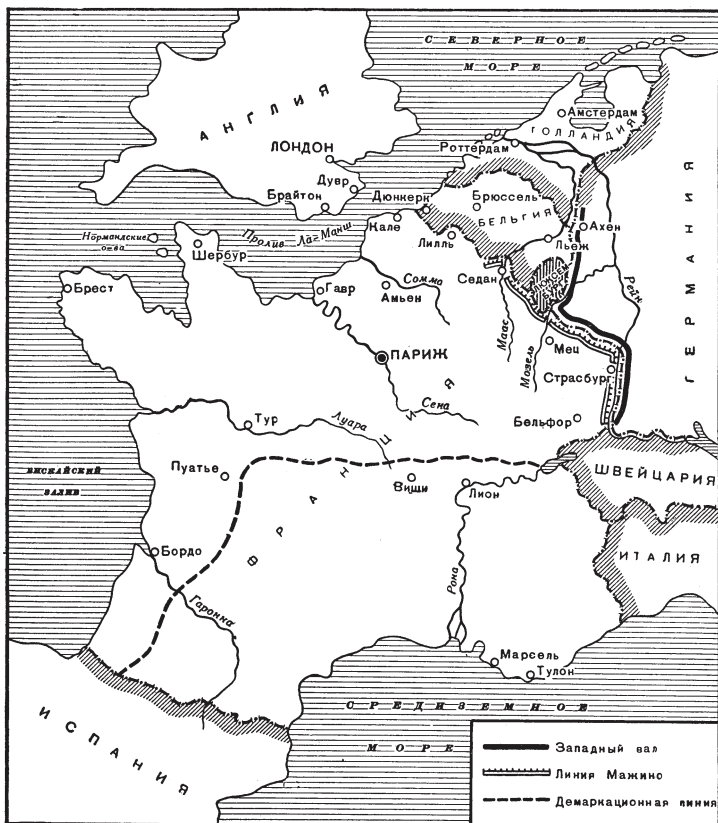 СЕВЕРНОЕ
МОРЕ
АНГЛИЯ
Амстердам
ГОЛЛАНДИЯ
ЛОНДОН
Роттердам
Дувр
Брайтон
Дюнкерк
Брюссель
БЕЛЬГИЯ
Ахен
ГЕРМАНИЯ
Кале
Пролив Ла-Манш
Нормандские
о-ва
Шербур
Лилль
Льеж
Седан
Рейн
Брест
Гавр
Сомма
Амьен
Маас
Мозель
Мец
ПАРИЖ
Страсбург
Сена
Бельфор
Тур
Луара
ФРАНЦИЯ
БИСКАЙСКИЙ
ЗАЛИВ
Пуатье
Виши
Лион
ШВЕЙЦАРИЯ
Бордо
ИТАЛИЯ
Гаронна
Рона
Марсель
Тулон
СРЕДИЗЕМНОЕ
МОРЕ
ИСПАНИЯ
Западный вал
Линия Мажино
Демаркационная линия